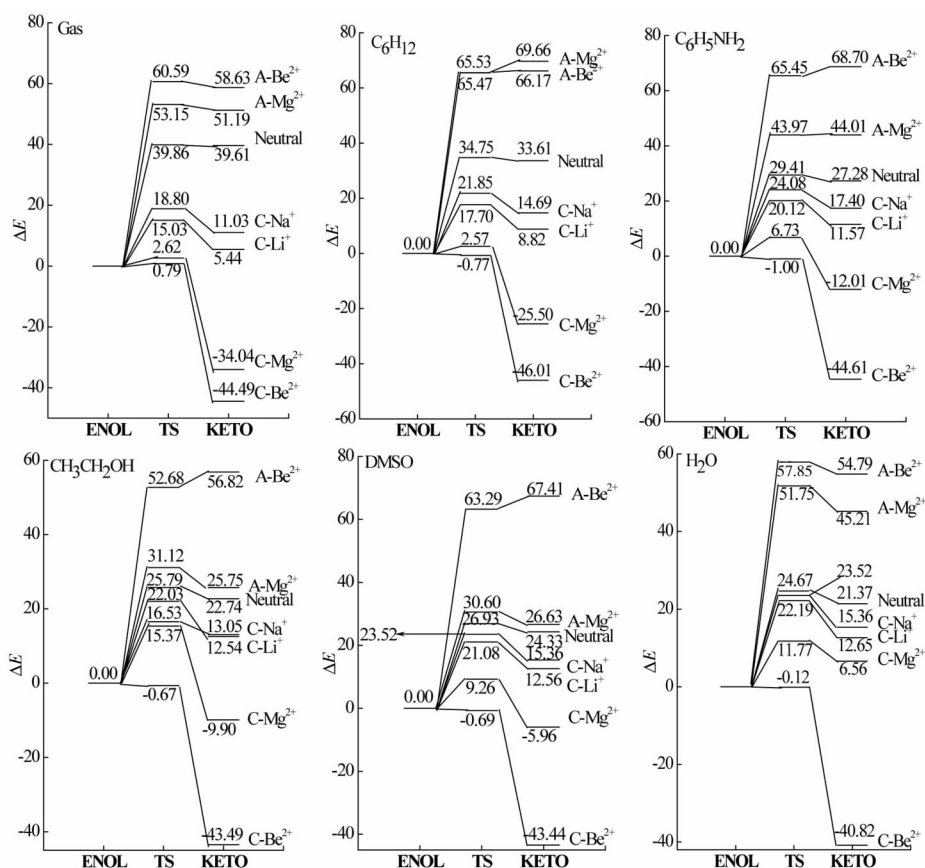 Gas
80
60
40
20
0
-20
-40
ΔE
60.59
58.63
A-Be²⁺
53.15
51.19
A-Mg²⁺
39.86
39.61
Neutral
18.80
11.03
C-Na⁺
15.03
5.44
C-Li⁺
2.62
-34.04
C-Mg²⁺
0.79
-44.49
C-Be²⁺
ENOL TS KETO
C₆H₁₂
80
60
40
20
0
-20
-40
-60
ΔE
0.00
65.53
69.66
A-Mg²⁺
65.47
66.17
A-Be²⁺
34.75
33.61
Neutral
21.85
14.69
C-Na⁺
17.70
8.82
C-Li⁺
2.57
-25.50
C-Mg²⁺
-0.77
-46.01
C-Be²⁺
ENOL TS KETO
C₆H₅NH₂
80
60
40
20
0
-20
-40
-60
ΔE
0.00
65.45
68.70
A-Be²⁺
43.97
44.01
A-Mg²⁺
29.41
27.28
Neutral
24.08
17.40
C-Na⁺
20.12
11.57
C-Li⁺
6.73
-12.01
C-Mg²⁺
-1.00
-44.61
C-Be²⁺
ENOL TS KETO
CH₃CH₂OH
60
40
20
0
-20
-40
ΔE
0.00
52.68
56.82
A-Be²⁺
31.12
25.75
A-Mg²⁺
25.79
22.74
Neutral
22.03
13.05
C-Na⁺
16.53
12.54
C-Li⁺
15.37
-9.90
C-Mg²⁺
-0.67
-43.49
C-Be²⁺
ENOL TS KETO
DMSO
80
60
40
20
0
-20
-40
ΔE
0.00
23.52
63.29
67.41
A-Be²⁺
30.60
26.63
A-Mg²⁺
26.93
24.33
Neutral
15.36
C-Na⁺
21.08
12.56
C-Li⁺
9.26
-5.96
C-Mg²⁺
-0.69
-43.44
C-Be²⁺
ENOL TS KETO
H₂O
60
40
20
0
-20
-40
ΔE
57.85
54.79
A-Be²⁺
51.75
45.21
A-Mg²⁺
24.67
23.52
21.37
Neutral
15.36
C-Na⁺
22.19
12.65
C-Li⁺
11.77
6.56
C-Mg²⁺
-0.12
-40.82
C-Be²⁺
ENOL TS KETO